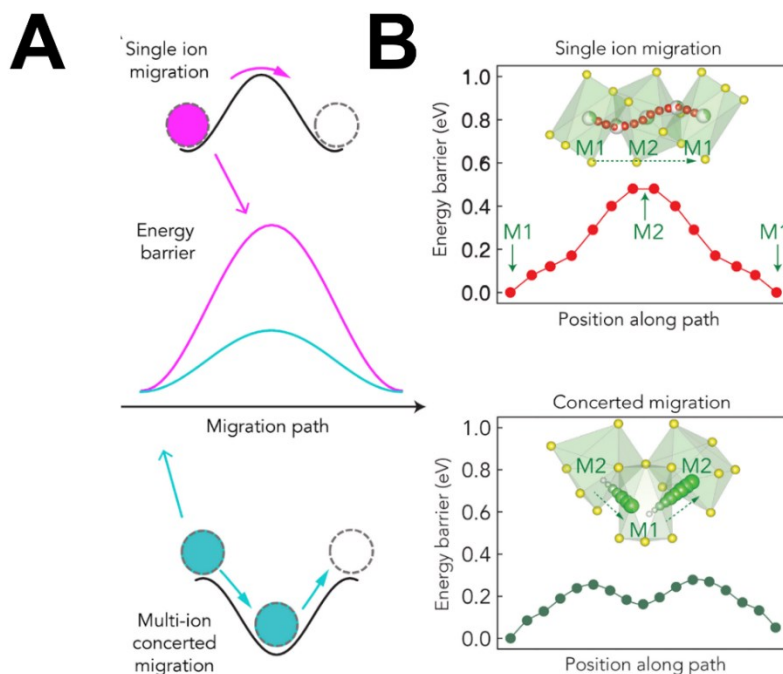 A
Single ion
migration
Energy
barrier
Migration path
Multi-ion
concerted
migration
B
Single ion migration
Energy barrier (eV)
1.0
0.8
0.6
0.4
0.2
0.0
M1 M2 M1
M1
M2
M1
Position along path
Concerted migration
Energy barrier (eV)
1.0
0.8
0.6
0.4
0.2
0.0
M2 M2
M1
Position along path